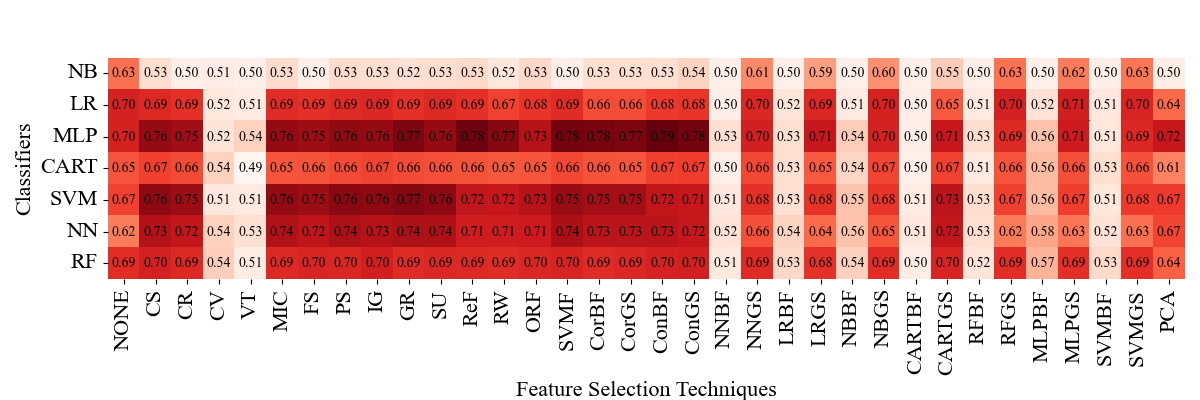 NB 0.63 0.53 0.50 0.51 0.50 0.53 0.50 0.53 0.53 0.52 0.53 0.53 0.52 0.53 0.50 0.53 0.53 0.53 0.54 0.50 0.61 0.50 0.59 0.50 0.60 0.50 0.55 0.50 0.63 0.50 0.62 0.50 0.63 0.50
LR 0.70 0.69 0.69 0.52 0.51 0.69 0.69 0.69 0.69 0.69 0.69 0.69 0.67 0.68 0.69 0.66 0.66 0.68 0.68 0.50 0.70 0.52 0.69 0.51 0.70 0.50 0.65 0.51 0.70 0.52 0.71 0.51 0.70 0.64
MLP 0.70 0.76 0.75 0.52 0.54 0.76 0.75 0.76 0.76 0.77 0.76 0.78 0.77 0.73 0.78 0.78 0.77 0.79 0.78 0.53 0.70 0.53 0.71 0.54 0.70 0.50 0.71 0.53 0.69 0.56 0.71 0.51 0.69 0.72
CART 0.65 0.67 0.66 0.54 0.49 0.65 0.66 0.66 0.67 0.66 0.66 0.66 0.65 0.65 0.66 0.66 0.66 0.67 0.67 0.50 0.66 0.53 0.65 0.54 0.67 0.50 0.67 0.51 0.66 0.56 0.66 0.53 0.66 0.61
SVM 0.67 0.76 0.75 0.51 0.51 0.76 0.75 0.76 0.76 0.77 0.76 0.72 0.72 0.73 0.75 0.75 0.75 0.72 0.71 0.51 0.68 0.53 0.68 0.55 0.68 0.51 0.73 0.53 0.67 0.56 0.67 0.51 0.68 0.67
NN 0.62 0.73 0.72 0.54 0.53 0.74 0.72 0.74 0.73 0.74 0.74 0.71 0.71 0.71 0.74 0.73 0.73 0.73 0.72 0.52 0.66 0.54 0.64 0.56 0.65 0.51 0.72 0.53 0.62 0.58 0.63 0.52 0.63 0.67
RF 0.69 0.70 0.69 0.54 0.51 0.69 0.70 0.70 0.70 0.69 0.69 0.69 0.69 0.70 0.70 0.69 0.69 0.70 0.70 0.51 0.69 0.53 0.68 0.54 0.69 0.50 0.70 0.52 0.69 0.57 0.69 0.53 0.69 0.64
Classifiers
NONE CS CR CV VT MIC FS PS IG GR SU ReF RW ORF SVMF CorBF CorGS ConBF ConGS NNBF NNGS LRBF LRGS NBBF NBGS CARTBF CARTGS RFBF RFGS MLPBF MLPGS SVMBF SVMGS PCA
Feature Selection Techniques